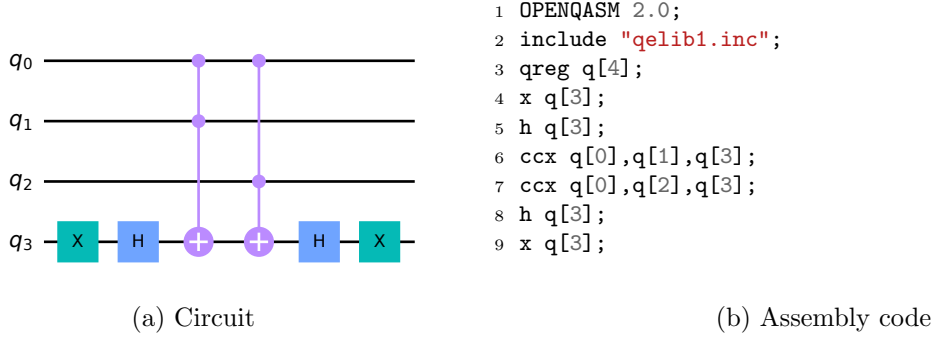 q0
q1
q2
q3 X H H X
(a) Circuit
1 OPENQASM 2.0;
2 include "qelib1.inc";
3 qreg q[4];
4 x q[3];
5 h q[3];
6 ccx q[0],q[1],q[3];
7 ccx q[0],q[2],q[3];
8 h q[3];
9 x q[3];
(b) Assembly code